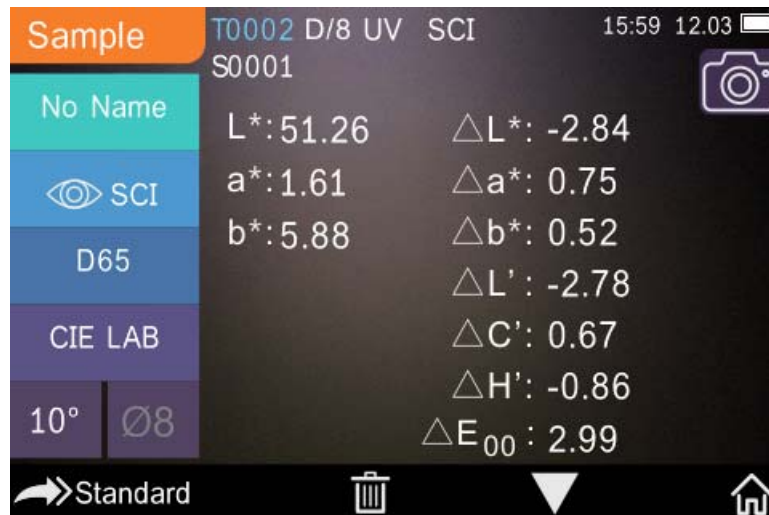 Sample
T0002 D/8 UV SCI
15:59 12.03
S0001
No Name
SCI
D65
CIE LAB
10°
Ø8
L*:51.26
a*:1.61
b*:5.88
△L*: -2.84
△a*: 0.75
△b*: 0.52
△L' : -2.78
△C’: 0.67
△H’: -0.86
△E00 : 2.99
Standard